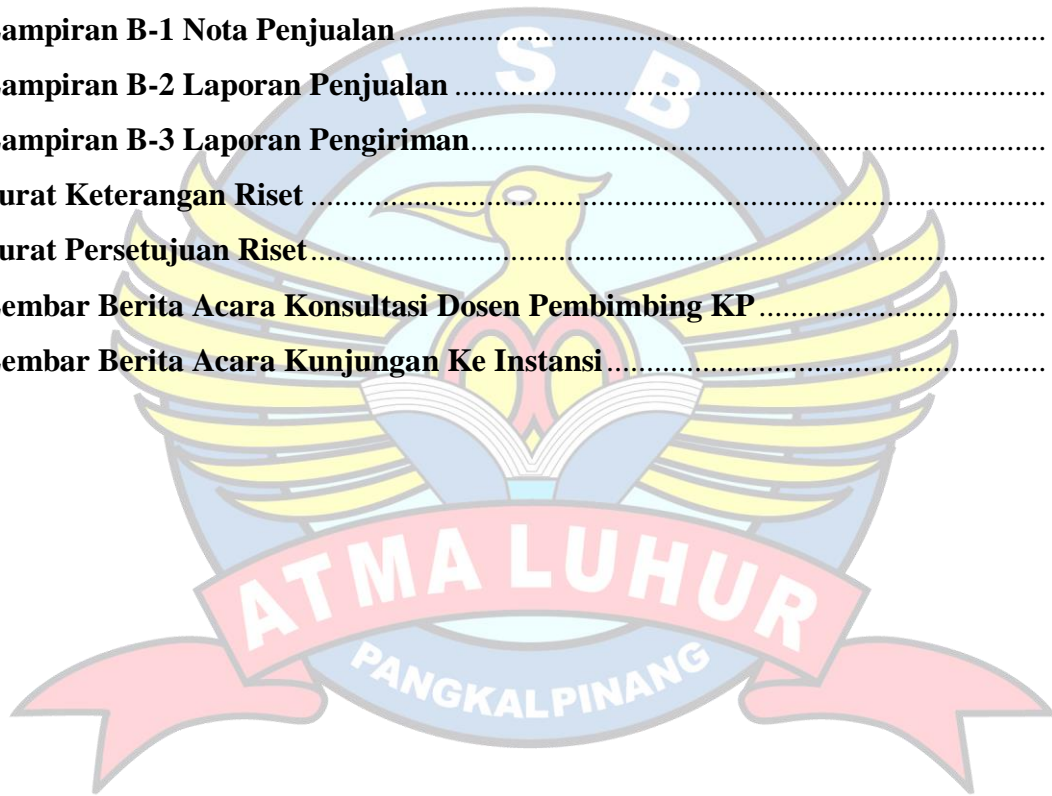 ampiran B-1 Nota Penjualan........................................................................................
ampiran B-2 Laporan Penjualan ................................................................................
ampiran B-3 Laporan Pengiriman..............................................................................
urat Keterangan Riset ................................................................................................
urat Persetujuan Riset................................................................................................
embar Berita Acara Konsultasi Dosen Pembimbing KP......................................
embar Berita Acara Kunjungan Ke Instansi............................................................
I S B
ATMA LUHUR
PANGKALPINANG